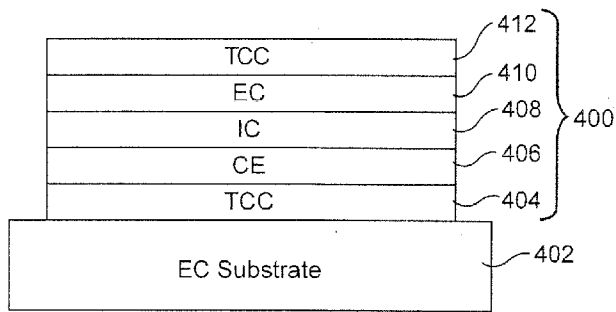 TCC 412
EC 410
IC 408
400
CE 406
TCC 404
EC Substrate 402